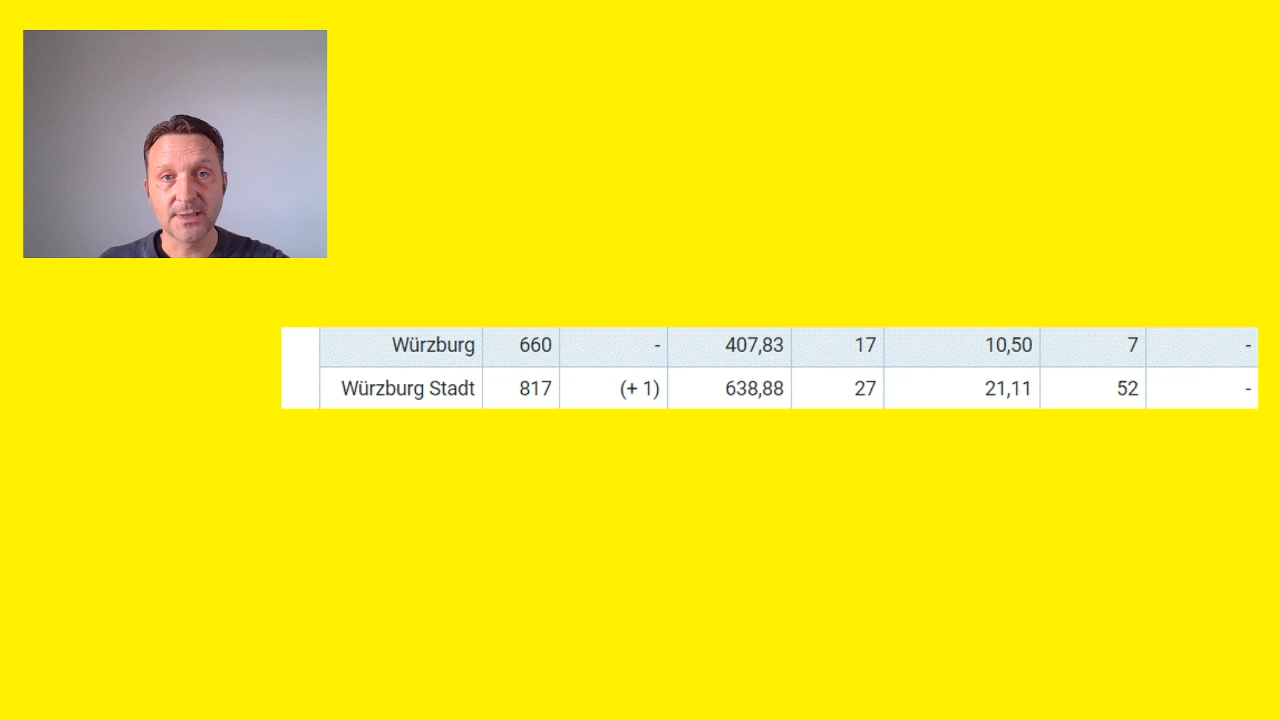 Würzburg 660 - 407,83 17 10,50 7 -
Würzburg Stadt 817 (+ 1) 638,88 27 21,11 52 -